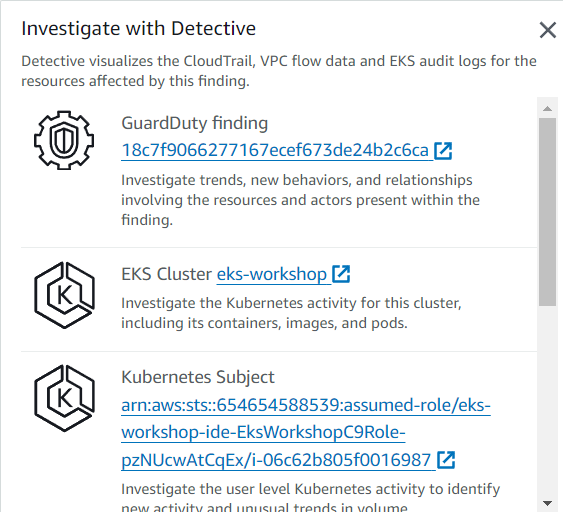 Investigate with Detective
Detective visualizes the CloudTrail, VPC flow data and EKS audit logs for the
resources affected by this finding.
GuardDuty finding
18c7f9066277167ecef673de24b2c6ca
Investigate trends, new behaviors, and relationships
involving the resources and actors present within the
finding.
EKS Cluster eks-workshop
Investigate the Kubernetes activity for this cluster,
including its containers, images, and pods.
Kubernetes Subject
arn:aws:sts::654654588539:assumed-role/eks-
workshop-ide-EksWorkshopC9Role-
pzNUcwAtCqEx/i-06c62b805f0016987
Investigate the user level Kubernetes activity to identify
new activity and unusual trends in volume.